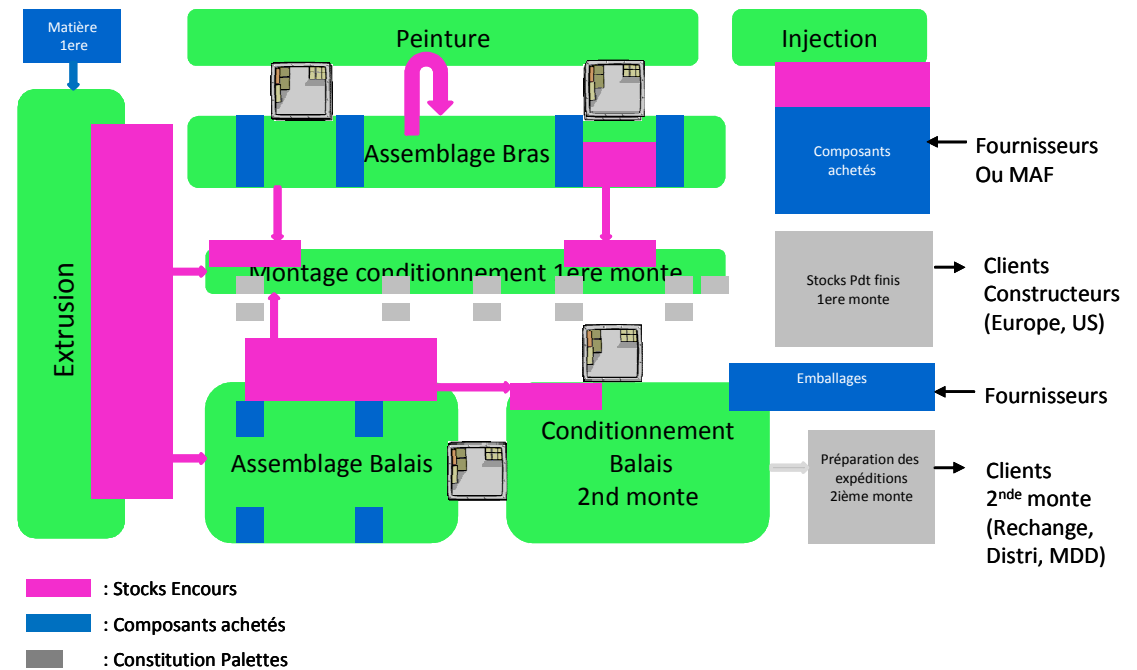 Matière
1ere
Peinture
Injection
Extrusion
Assemblage Bras
Composants
achetés
Fournisseurs
Ou MAF
Montage conditionnement 1ere monte
Stocks Pdt finis
1ere monte
Clients
Constructeurs
(Europe, US)
Emballages
Fournisseurs
Assemblage Balais
Conditionnement
Balais
2nd monte
Préparation des
expéditions
2ième monte
Clients
2nde monte
(Rechange,
Distri, MDD)
: Stocks Encours
: Composants achetés
: Constitution Palettes